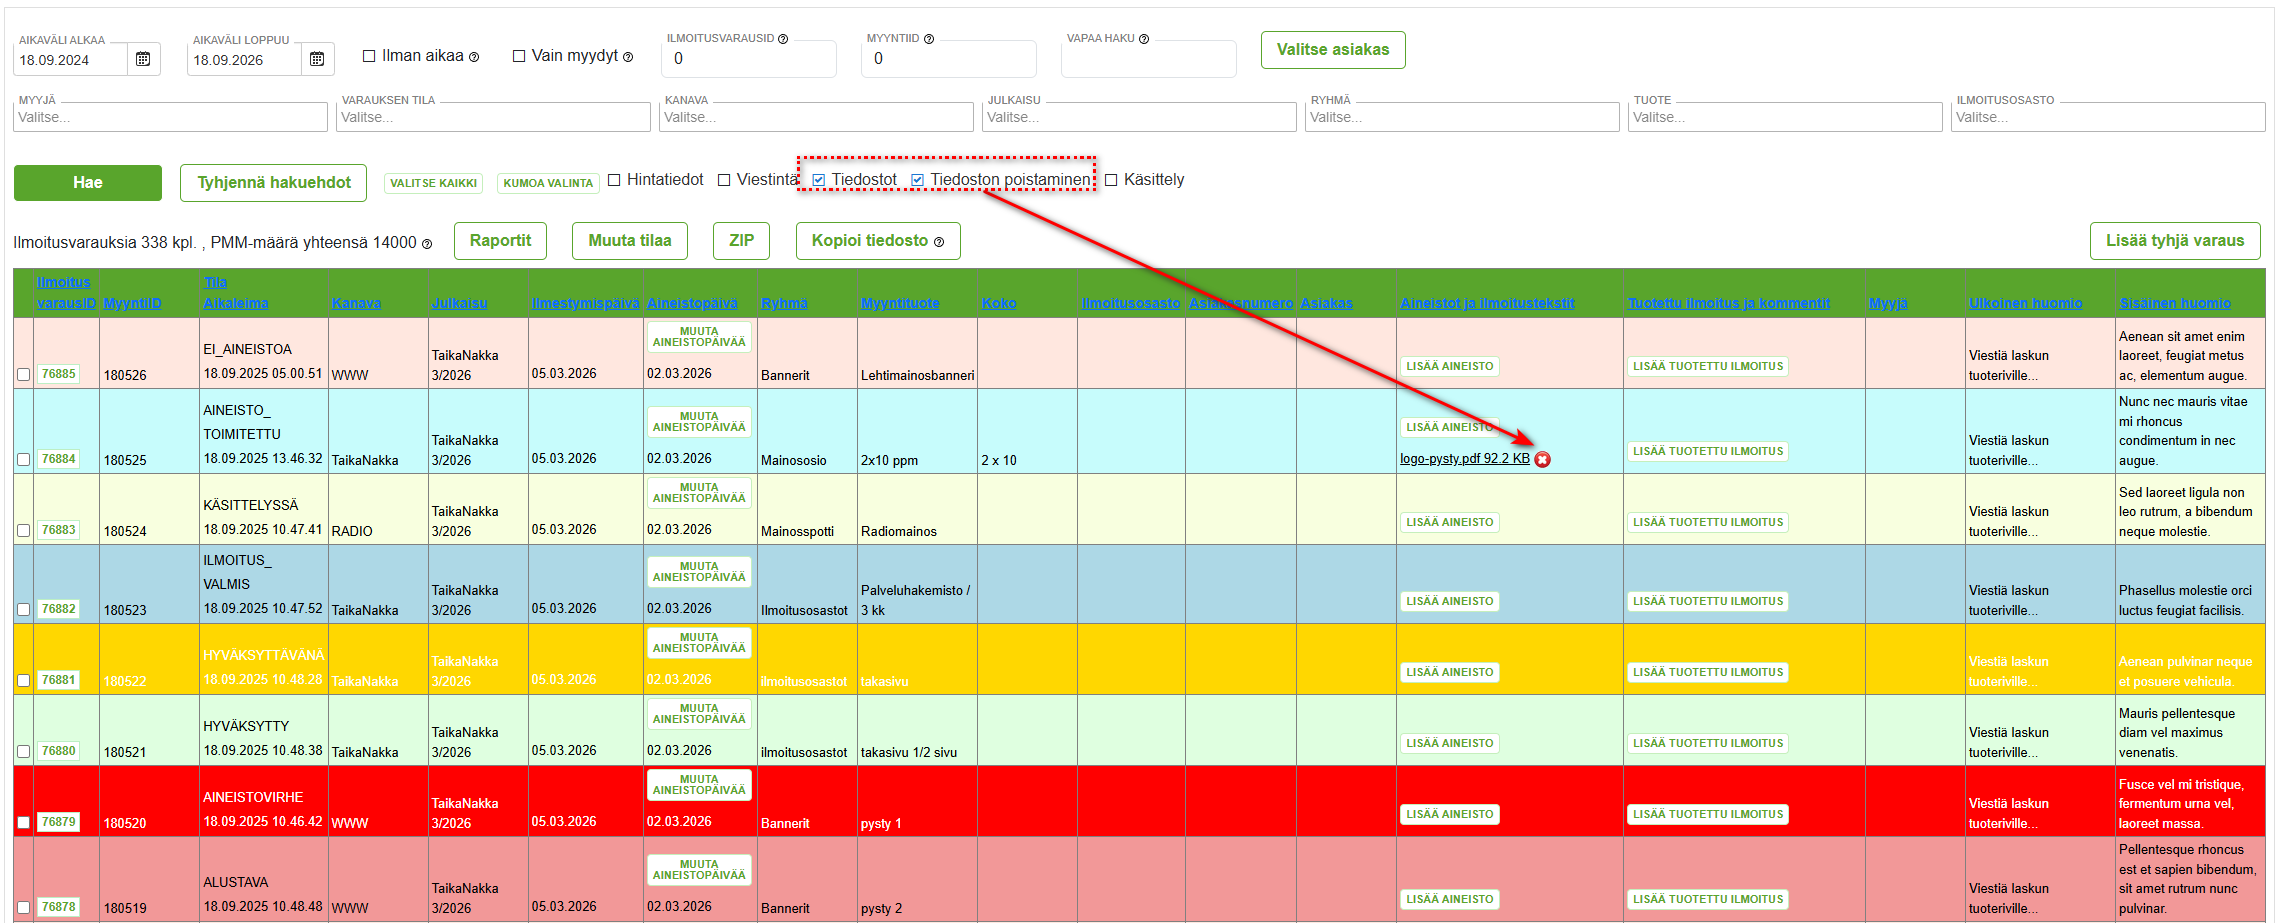 AIKAVÄLI ALKAA AIKAVÄLI LOPPUU ILMOITUSVARAUSID MYYNTIID VAPAA HAKU
18.09.2024 18.09.2026 Ilman aikaa Vain myydyt 0 0 Valitse asiakas
MYYJÄ VARAUKSEN TILA KANAVA JULKAISU RYHMÄ TUOTE ILMOITUSOSASTO
Valitse... Valitse... Valitse... Valitse... Valitse... Valitse... Valitse...
Hae Tyhjennä hakuehdot VALITSE KAIKKI KUMOA VALINTA Hintatiedot Viestintä Tiedostot Tiedoston poistaminen Käsittely
Ilmoitusvarauksia 338 kpl. , PMM-määrä yhteensä 14000 Raportit Muuta tilaa ZIP Kopioi tiedosto Lisää tyhjä varaus
Ilmoitus Tila
varausID MyyntiID Aikaleima Kanava Julkaisu Ilmestymispäivä Aineistopäivä Ryhmä Myyntituote Koko Ilmoitusosasto Asiakasnumero Asiakas Aineistot ja ilmoitustekstit Tuotettu ilmoitus ja kommentit Myyjä Ulkoinen huomio Sisäinen huomio
MUUTA
AINEISTOPÄIVÄÄ Aenean sit amet enim
EI_AINEISTOA TaikaNakka Viestiä laskun laoreet, feugiat metus
76885 180526 18.09.2025 05.00.51 WWW 3/2026 05.03.2026 02.03.2026 Bannerit Lehtimainosbanneri LISÄÄ AINEISTO LISÄÄ TUOTETTU ILMOITUS tuoteriville... ac, elementum augue.
AINEISTO_ MUUTA Nunc nec mauris vitae
TOIMITETTU AINEISTOPÄIVÄÄ LISÄÄ AINEISTO mi rhoncus
TaikaNakka LISÄÄ TUOTETTU ILMOITUS Viestiä laskun condimentum in nec
76884 180525 18.09.2025 13.46.32 TaikaNakka 3/2026 05.03.2026 02.03.2026 Mainososio 2x10 ppm 2 x 10 logo-pysty.pdf 92.2 KB tuoteriville... augue.
MUUTA
AINEISTOPÄIVÄÄ Sed laoreet ligula non
KÄSITTELYSSÄ TaikaNakka Viestiä laskun leo rutrum, a bibendum
76883 180524 18.09.2025 10.47.41 RADIO 3/2026 05.03.2026 02.03.2026 Mainosspotti Radiomainos LISÄÄ AINEISTO LISÄÄ TUOTETTU ILMOITUS tuoteriville... neque molestie.
ILMOITUS_ MUUTA
VALMIS AINEISTOPÄIVÄÄ
TaikaNakka Palveluhakemisto / Viestiä laskun Phasellus molestie orci
76882 180523 18.09.2025 10.47.52 TaikaNakka 3/2026 05.03.2026 02.03.2026 Ilmoitusosastot 3 kk LISÄÄ AINEISTO LISÄÄ TUOTETTU ILMOITUS tuoteriville... luctus feugiat facilisis.
MUUTA
AINEISTOPÄIVÄÄ
HYVÄKSYTTÄVÄNÄ TaikaNakka Viestiä laskun Aenean pulvinar neque
76881 180522 18.09.2025 10.48.28 TaikaNakka 3/2026 05.03.2026 02.03.2026 ilmoitusosastot takasivu LISÄÄ AINEISTO LISÄÄ TUOTETTU ILMOITUS tuoteriville... et posuere vehicula.
MUUTA
AINEISTOPÄIVÄÄ Mauris pellentesque
HYVÄKSYTTY TaikaNakka Viestiä laskun diam vel maximus
76880 180521 18.09.2025 10.48.38 TaikaNakka 3/2026 05.03.2026 02.03.2026 ilmoitusosastot takasivu 1/2 sivu LISÄÄ AINEISTO LISÄÄ TUOTETTU ILMOITUS tuoteriville... venenatis.
MUUTA
AINEISTOPÄIVÄÄ Fusce vel mi tristique,
AINEISTOVIRHE TaikaNakka Viestiä laskun fermentum urna vel,
76879 180520 18.09.2025 10.46.42 WWW 3/2026 05.03.2026 02.03.2026 Bannerit pysty 1 LISÄÄ AINEISTO LISÄÄ TUOTETTU ILMOITUS tuoteriville... laoreet massa.
MUUTA Pellentesque rhoncus
AINEISTOPÄIVÄÄ est et sapien bibendum,
ALUSTAVA TaikaNakka Viestiä laskun sit amet rutrum nunc
76878 180519 18.09.2025 10.48.48 WWW 3/2026 05.03.2026 02.03.2026 Bannerit pysty 2 LISÄÄ AINEISTO LISÄÄ TUOTETTU ILMOITUS tuoteriville... pulvinar.